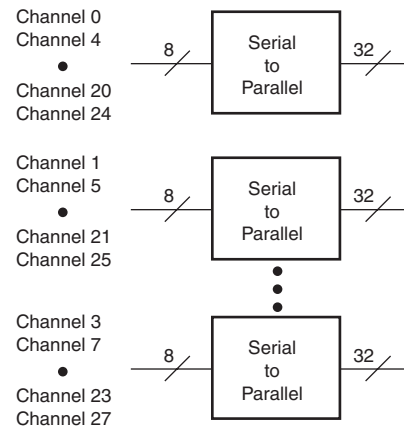 Channel 0
Channel 4
8
Serial
to
Parallel
32
Channel 20
Channel 24
Channel 1
Channel 5
8
Serial
to
Parallel
32
Channel 21
Channel 25
Channel 3
Channel 7
8
Serial
to
Parallel
32
Channel 23
Channel 27